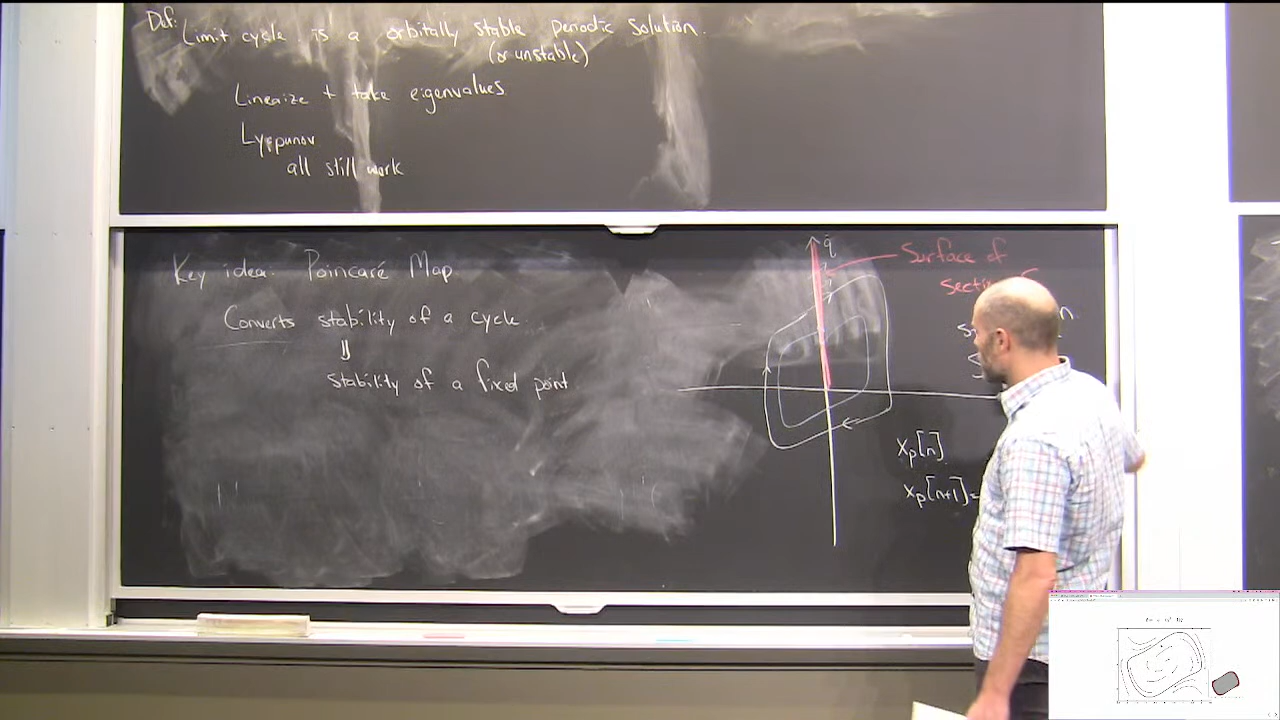 Def: Limit cycle is a orbitally stable periodic solution.
(or unstable)
Linearize + take eigenvalues
Lyapunov
all still work
Key idea: Poincaré Map
Converts stability of a cycle
⇓
stability of a fixed point
q̇
Surface of
x_p[n]
x_p[n+1]=